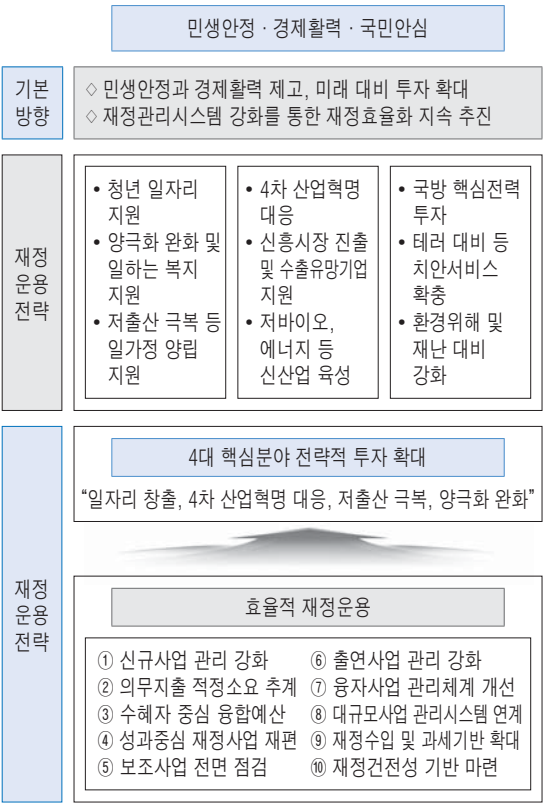 민생안정 · 경제활력 · 국민안심
기본
방향
◇ 민생안정과 경제활력 제고, 미래 대비 투자 확대
◇ 재정관리시스템 강화를 통한 재정효율화 지속 추진
재정
운용
전략
• 청년 일자리
지원
• 양극화 완화 및
일하는 복지
지원
• 저출산 극복 등
일가정 양립
지원
• 4차 산업혁명
대응
• 신흥시장 진출
및 수출유망기업
지원
• 저바이오,
에너지 등
신산업 육성
• 국방 핵심전력
투자
• 테러 대비 등
치안서비스
확충
• 환경위해 및
재난 대비
강화
재정
운용
전략
4대 핵심분야 전략적 투자 확대
“일자리 창출, 4차 산업혁명 대응, 저출산 극복, 양극화 완화”
효율적 재정운용
① 신규사업 관리 강화
② 의무지출 적정소요 추계
③ 수혜자 중심 융합예산
④ 성과중심 재정사업 재편
⑤ 보조사업 전면 점검
⑥ 출연사업 관리 강화
⑦ 융자사업 관리체계 개선
⑧ 대규모사업 관리시스템 연계
⑨ 재정수입 및 과세기반 확대
⑩ 재정건전성 기반 마련